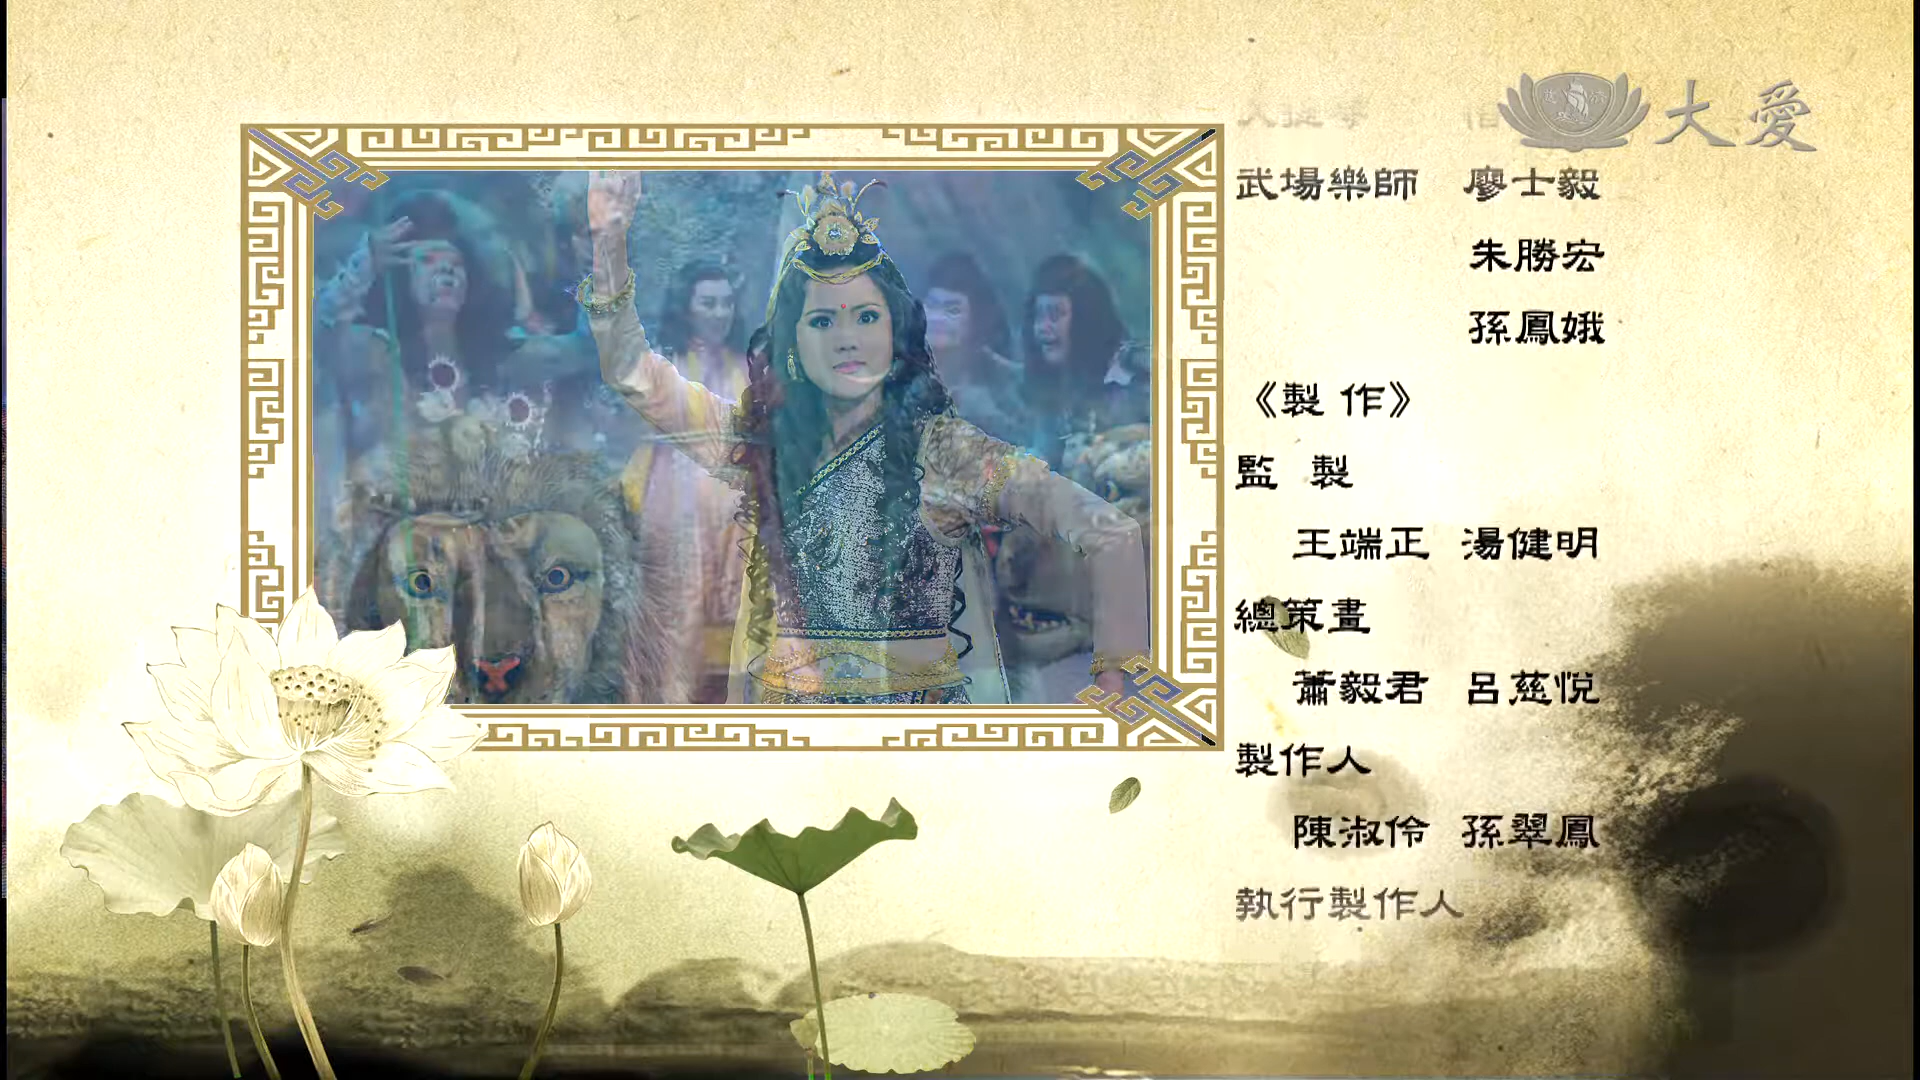 大愛
武場樂師 廖士毅
朱勝宏
孫鳳娥
《製 作》
監 製
王端正 湯健明
總策畫
蕭毅君 呂慈悅
製作人
陳淑伶 孫翠鳳
執行製作人